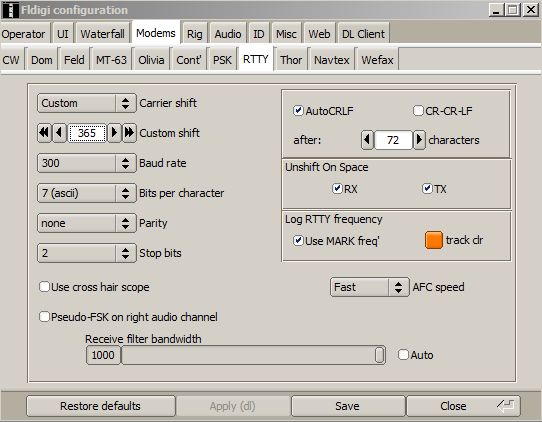 Fldigi configuration
Operator UI Waterfall Modems Rig Audio ID Misc Web DL Client
CW Dom Feld MT-63 Olivia Cont' PSK RTTY Thor Navtex Wefax
Custom Carrier shift
365 Custom shift
300 Baud rate
7 (ascii) Bits per character
none Parity
2 Stop bits
AutoCRLF CR-CR-LF
after: 72 characters
Unshift On Space
RX TX
Log RTTY frequency
Use MARK freq' track clr
Use cross hair scope
Fast AFC speed
Pseudo-FSK on right audio channel
Receive filter bandwidth
1000 Auto
Restore defaults Apply (dl) Save Close